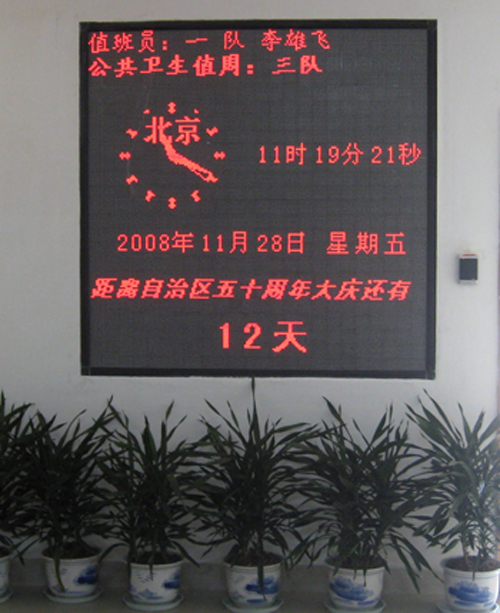 值班员：一 队 李雄飞
公共卫生值周：三队
北京
11时19分21秒
2008年11月28日 星期五
距离自治区五十周年大庆还有
12天